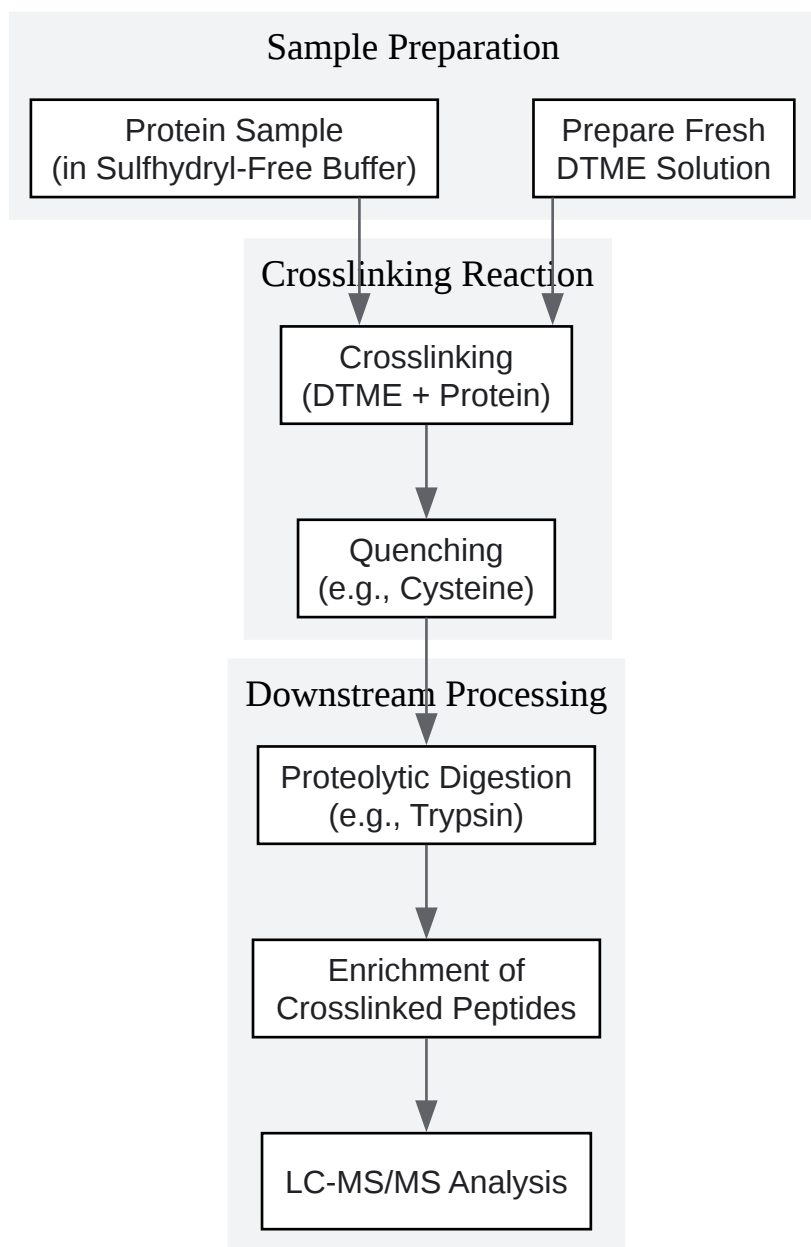 Sample Preparation
Protein Sample
(in Sulfhydryl-Free Buffer)
Prepare Fresh
DTME Solution
Crosslinking Reaction
Crosslinking
(DTME + Protein)
Quenching
(e.g., Cysteine)
Downstream Processing
Proteolytic Digestion
(e.g., Trypsin)
Enrichment of
Crosslinked Peptides
LC-MS/MS Analysis